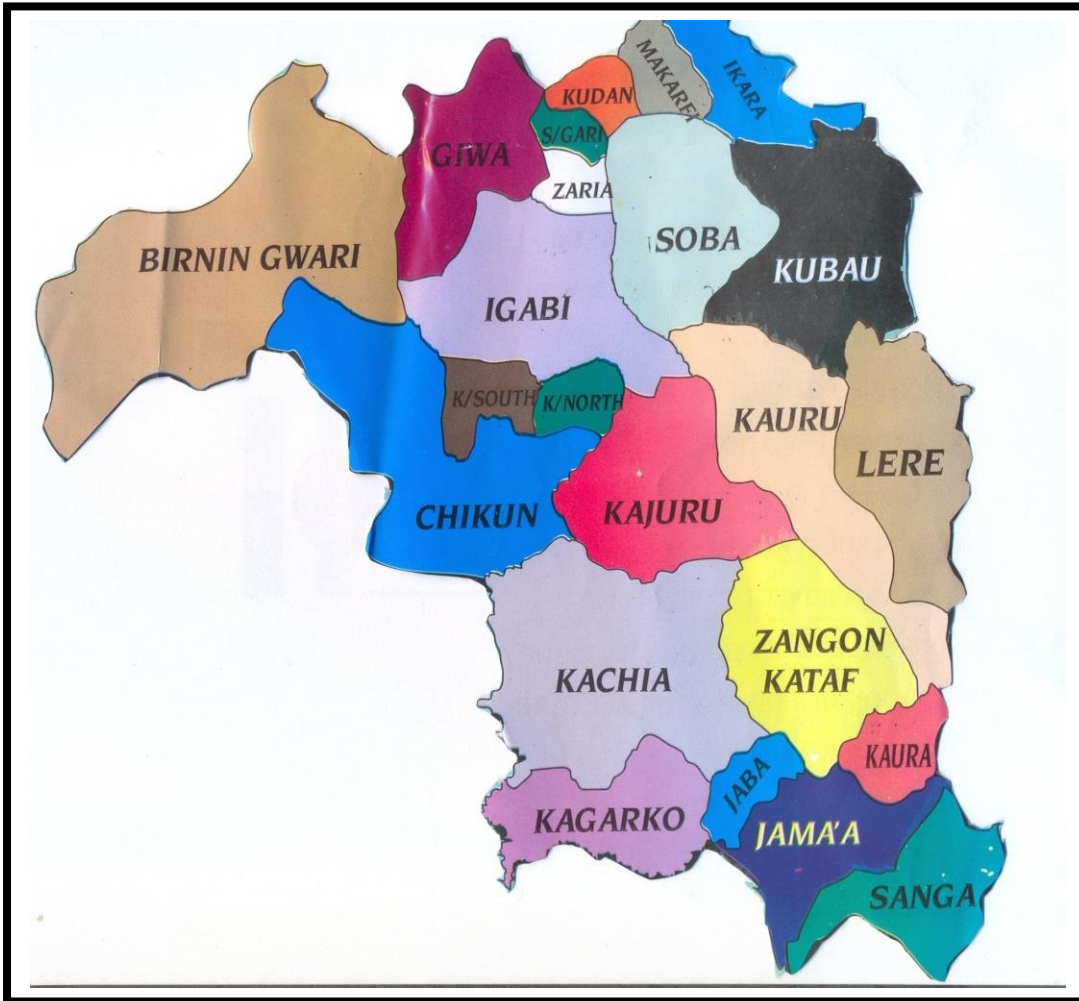 MAKARFI
IKARA
KUDAN
S/GARI
GIWA
ZARIA
SOBA
BIRNIN GWARI
KUBAU
IGABI
K/SOUTH
K/NORTH
KAURU
LERE
CHIKUN
KAJURU
ZANGON
KATAF
KACHIA
KAURA
JABA
KAGARKO
JAMA'A
SANGA